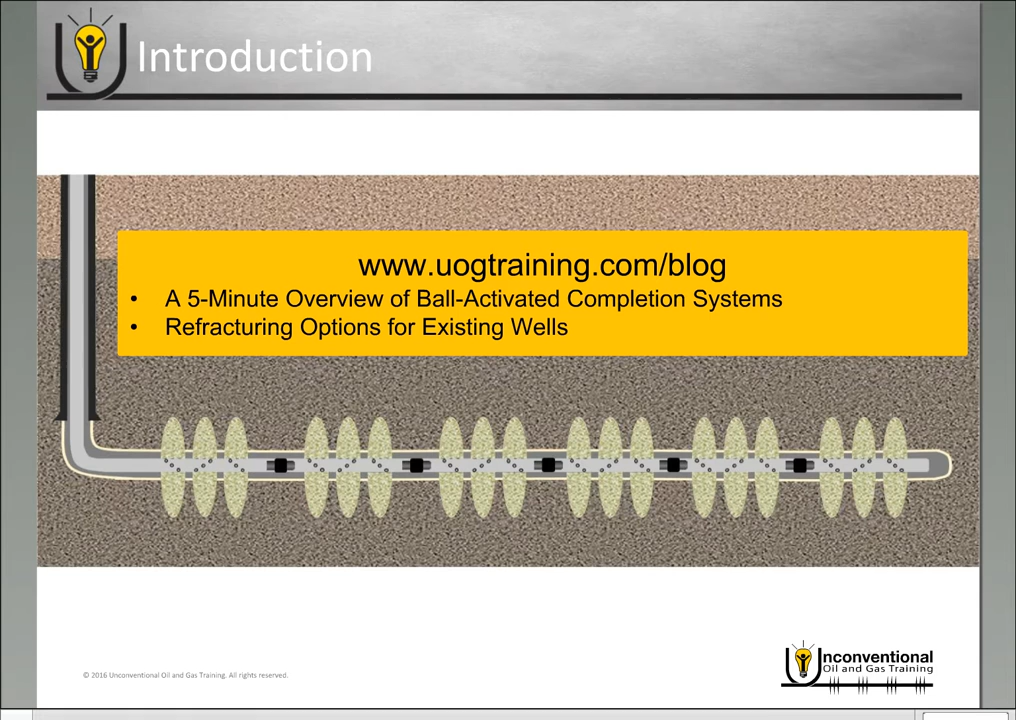 Introduction
www.uogtraining.com/blog
• A 5-Minute Overview of Ball-Activated Completion Systems
• Refracturing Options for Existing Wells
© 2016 Unconventional Oil and Gas Training. All rights reserved.
Unconventional
Oil and Gas Training